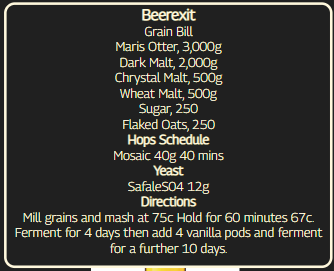 Beerexit
Grain Bill
Maris Otter, 3,000g
Dark Malt, 2,000g
Chrystal Malt, 500g
Wheat Malt, 500g
Sugar, 250
Flaked Oats, 250
Hops Schedule
Mosaic 40g 40 mins
Yeast
SafaleS04 12g
Directions
Mill grains and mash at 75c Hold for 60 minutes 67c.
Ferment for 4 days then add 4 vanilla pods and ferment
for a further 10 days.